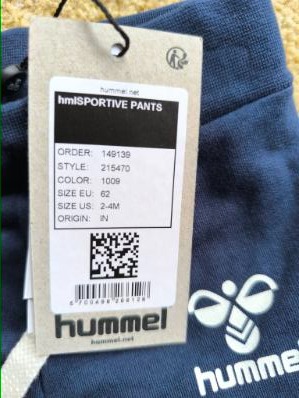 hummel.net
hmlSPORTIVE PANTS
ORDER: 149139
STYLE: 215470
COLOR: 1009
SIZE EU: 62
SIZE US: 2-4M
ORIGIN: IN
hummel
hummel.net
humme